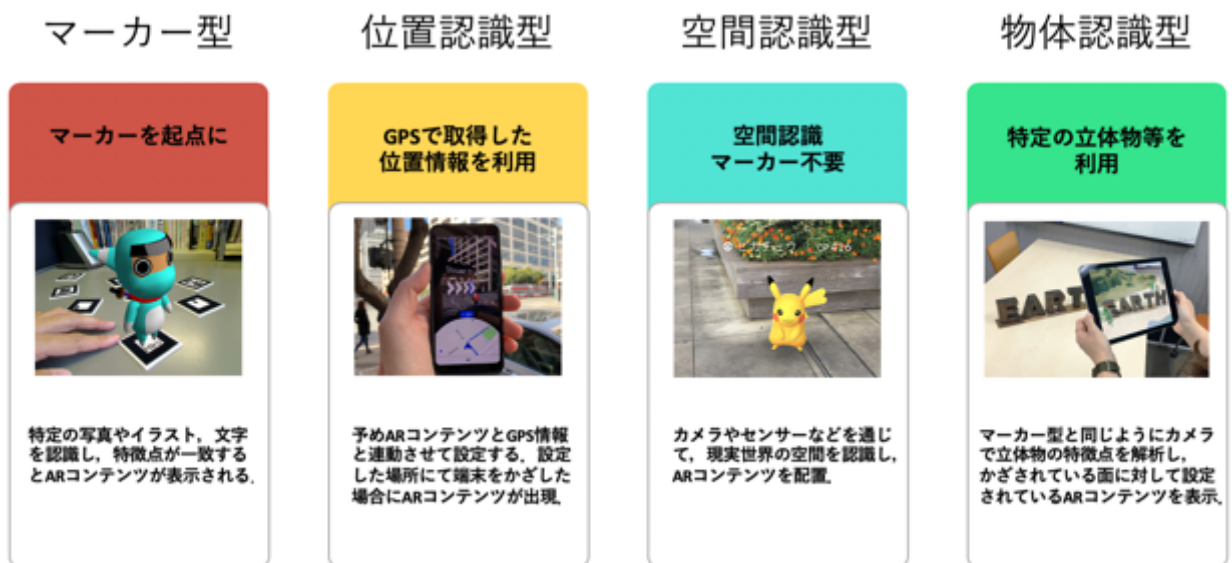 マーカー型
位置認識型
空間認識型
物体認識型
マーカーを起点に
GPSで取得した
位置情報を利用
空間認識
マーカー不要
特定の立体物等を
利用
EARTH
特定の写真やイラスト，文字
を認識し，特徴点が一致する
とARコンテンツが表示される．
予めARコンテンツとGPS情報
と連動させて設定する．設定
した場所にて端末をかざした
場合にARコンテンツが出現．
カメラやセンサーなどを通じ
て，現実世界の空間を認識し，
ARコンテンツを配置．
マーカー型と同じようにカメラ
で立体物の特徴点を解析し，
かざされている面に対して設定
されているARコンテンツを表示．